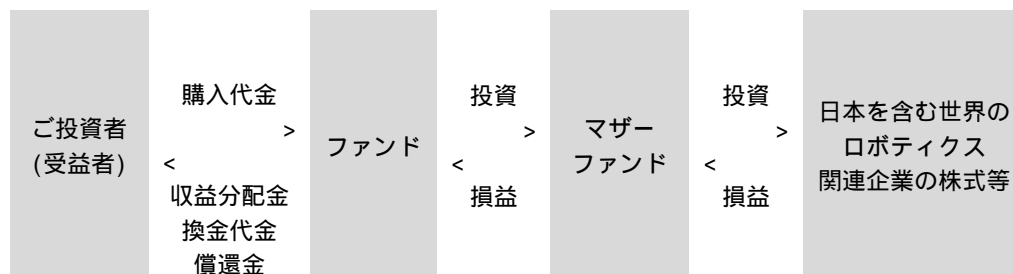 ご投資者
(受益者)
購入代金
>
<
収益分配金
換金代金
償還金
ファンド
投資
>
<
損益
マザー
ファンド
投資
>
<
損益
日本を含む世界の
ロボティクス
関連企業の株式等